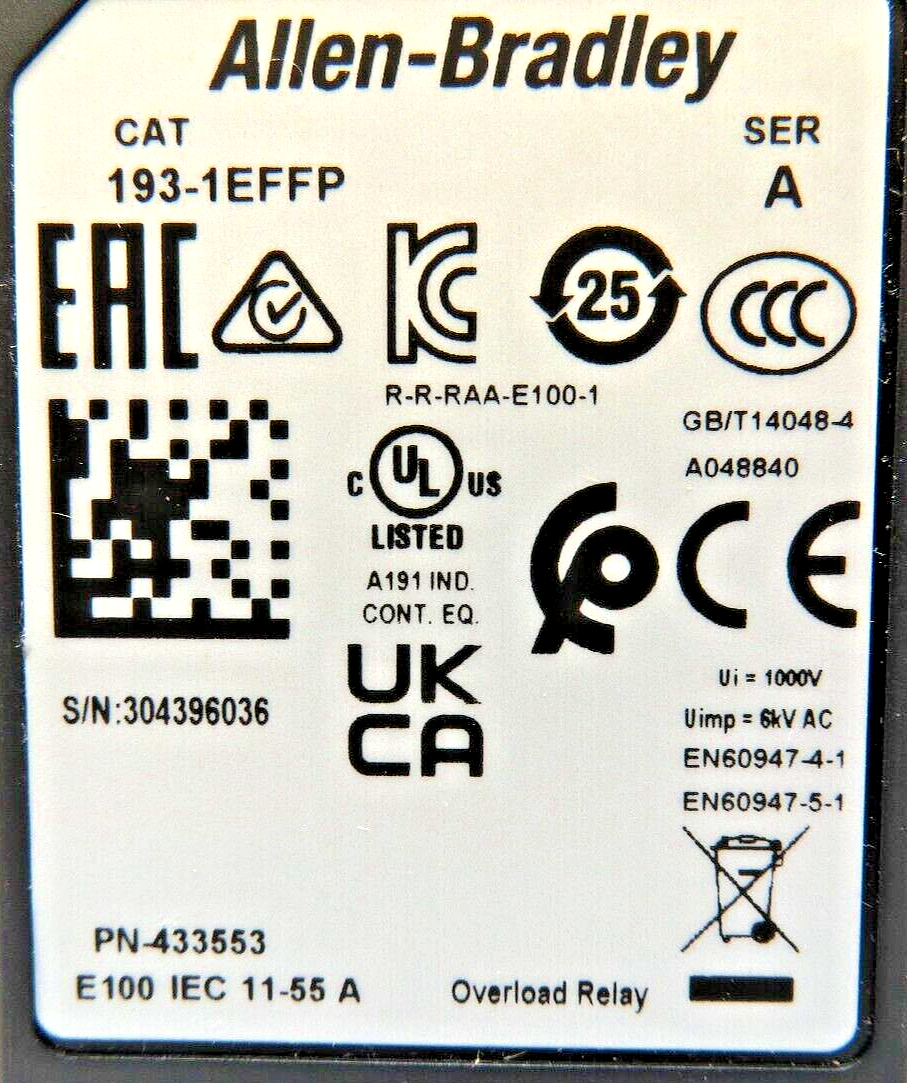 Allen-Bradley
CAT
SER
193-1EFFP
A
EAC
KC
25
CCC
R-R-RAA-E100-1
GB/T14048-4
A048840
C UL US
LISTED
A191 IND.
CONT. EQ.
CE
UK
CA
S/N:304396036
Ui = 1000V
Uimp = 6kV AC
EN60947-4-1
EN60947-5-1
PN-433553
E100 IEC 11-55 A
Overload Relay